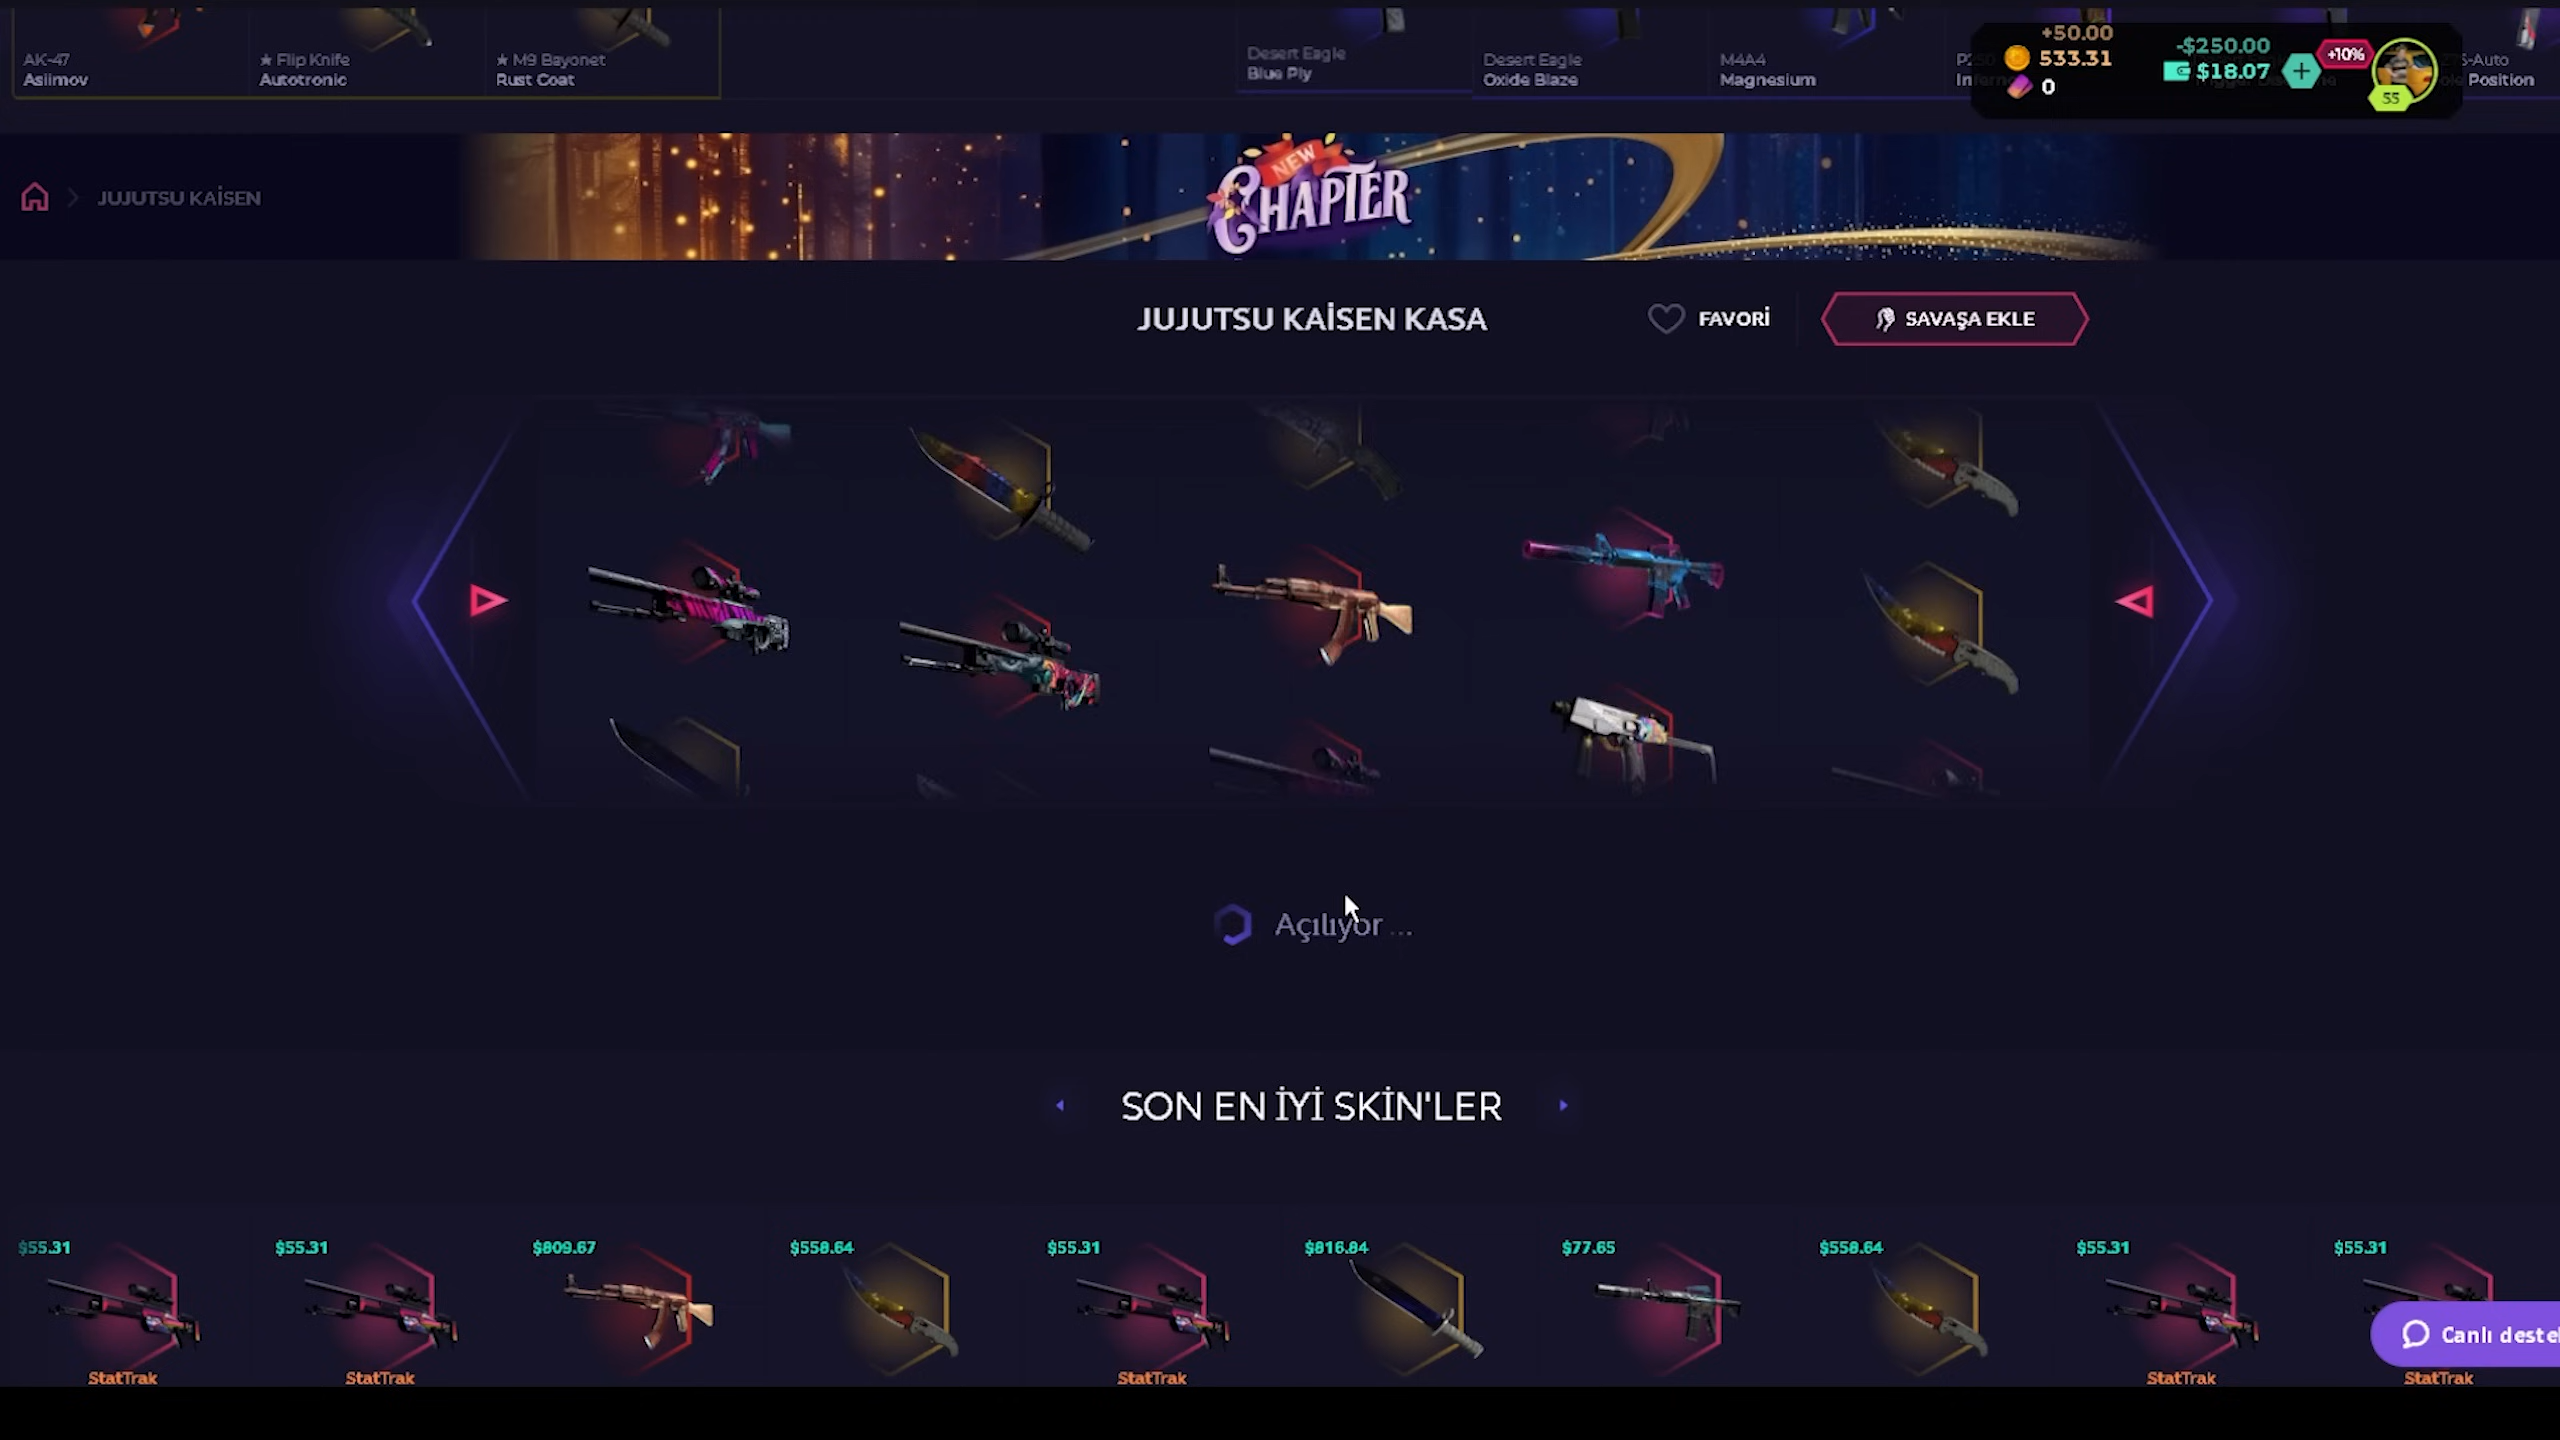 AK-47
Asiimov
★ Flip Knife
Autotronic
★ M9 Bayonet
Rust Coat
Desert Eagle
Blue Ply
Desert Eagle
Oxide Blaze
M4A4
Magnesium
+50.00
533.31
0
-$250.00
$18.07
+10%
55
Position
JUJUTSU KAİSEN
NEW
CHAPTER
JUJUTSU KAİSEN KASA
FAVORİ
SAVAŞA EKLE
Açılıyor ...
SON EN İYİ SKİN'LER
$55.31
$55.31
$809.67
$558.64
$55.31
$816.84
$77.65
$558.64
$55.31
$55.31
StatTrak
StatTrak
StatTrak
StatTrak
StatTrak
Canlı deste